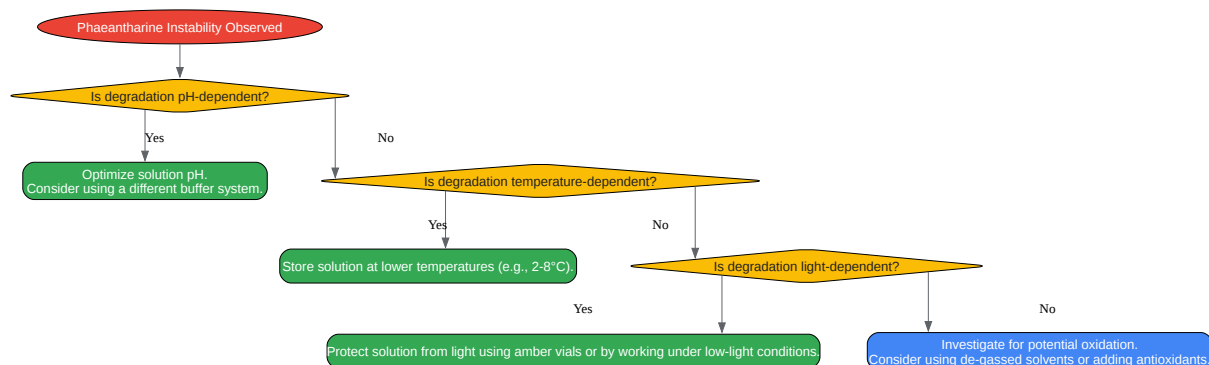 Phaeantharine Instability Observed
Is degradation pH-dependent?
Yes
No
Optimize solution pH.
Consider using a different buffer system.
Is degradation temperature-dependent?
Yes
No
Store solution at lower temperatures (e.g., 2-8°C).
Is degradation light-dependent?
Yes
No
Protect solution from light using amber vials or by working under low-light conditions.
Investigate for potential oxidation.
Consider using de-gassed solvents or adding antioxidants.